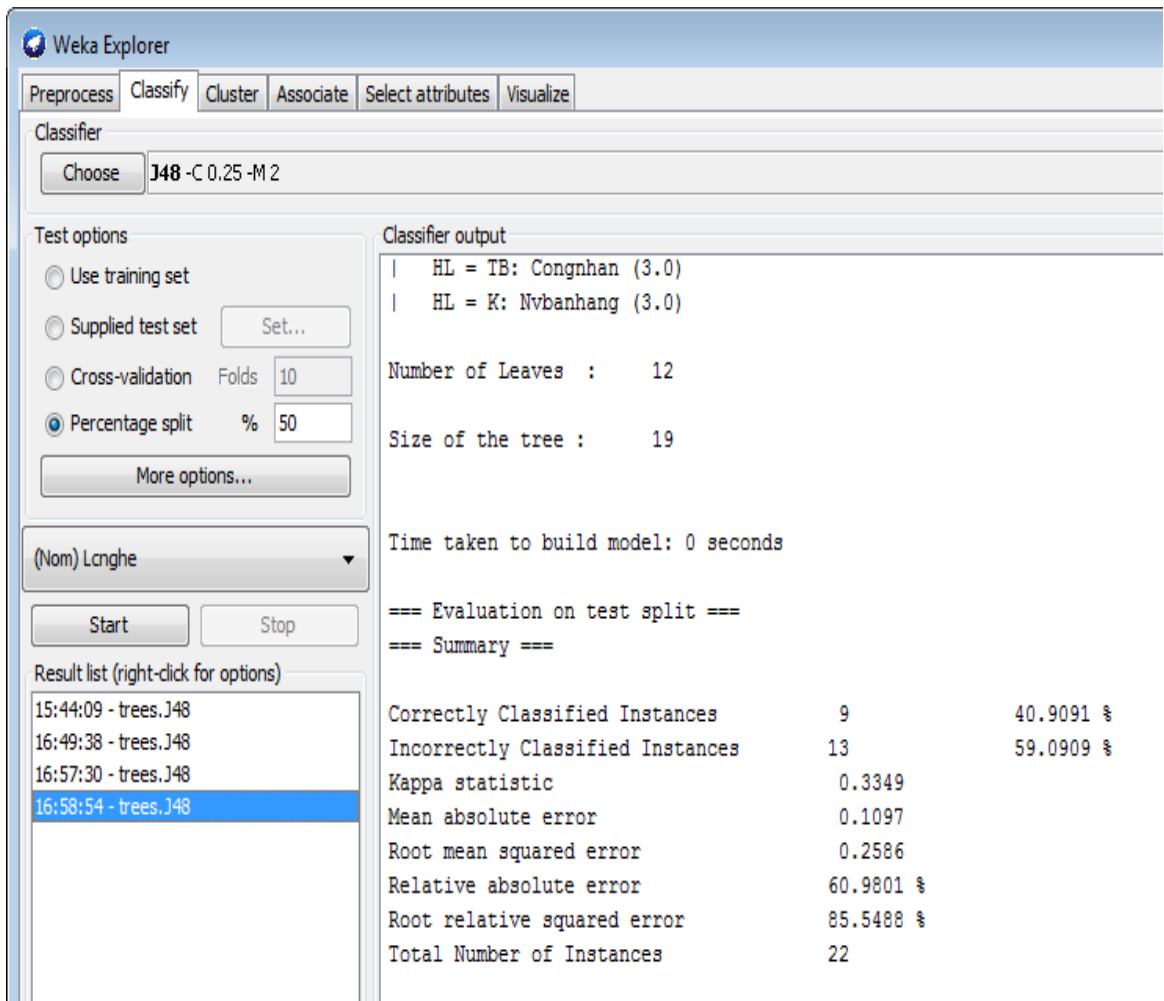 Weka Explorer
Preprocess Classify Cluster Associate Select attributes Visualize
Classifier
Choose J48 -C 0.25 -M 2
Test options
Use training set
Supplied test set Set...
Cross-validation Folds 10
Percentage split % 50
More options...
(Nom) Lcnghe
Start Stop
Result list (right-click for options)
15:44:09 - trees.J48
16:49:38 - trees.J48
16:57:30 - trees.J48
16:58:54 - trees.J48
Classifier output
| HL = TB: Congnhan (3.0)
| HL = K: Nvbanhang (3.0)
Number of Leaves : 12
Size of the tree : 19
Time taken to build model: 0 seconds
=== Evaluation on test split ===
=== Summary ===
Correctly Classified Instances 9 40.9091 %
Incorrectly Classified Instances 13 59.0909 %
Kappa statistic 0.3349
Mean absolute error 0.1097
Root mean squared error 0.2586
Relative absolute error 60.9801 %
Root relative squared error 85.5488 %
Total Number of Instances 22